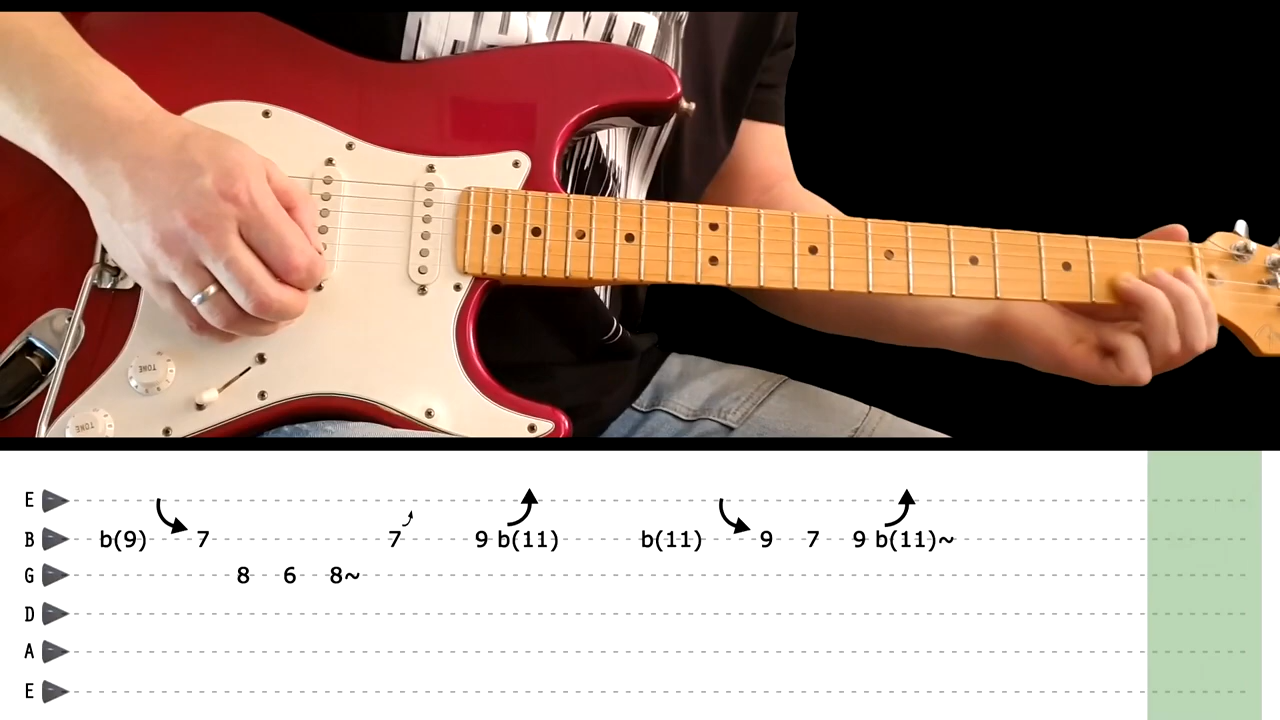 TONE
TONE
E
B b(9) 7 7 9 b(11) b(11) 9 7 9 b(11)~
G 8 6 8~
D
A
E